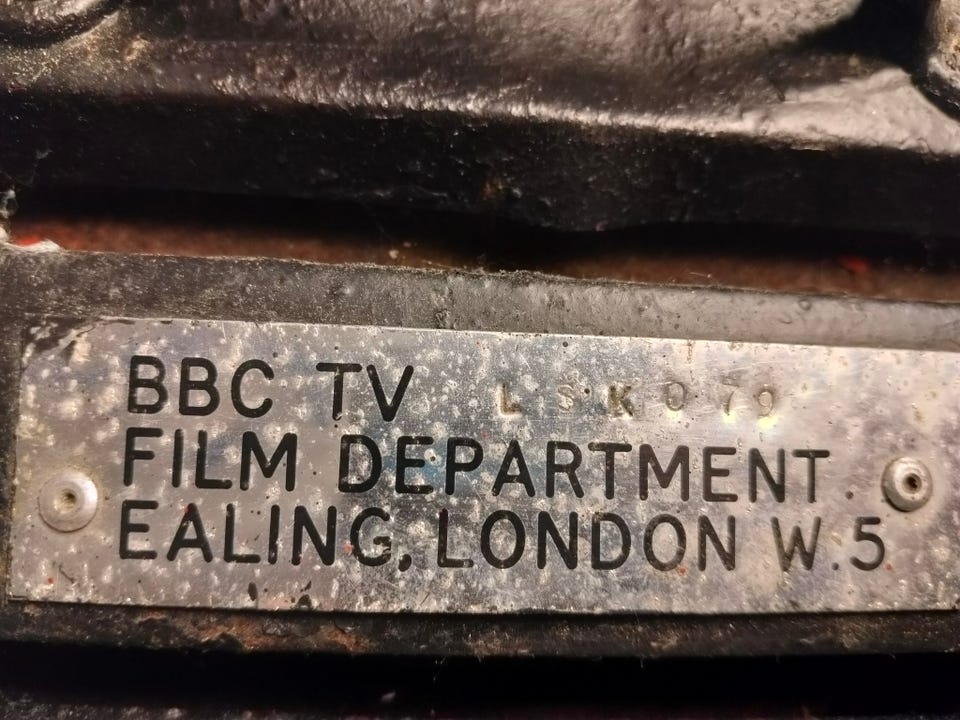 BBC TV LSK079
FILM DEPARTMENT.
EALING, LONDON W.5